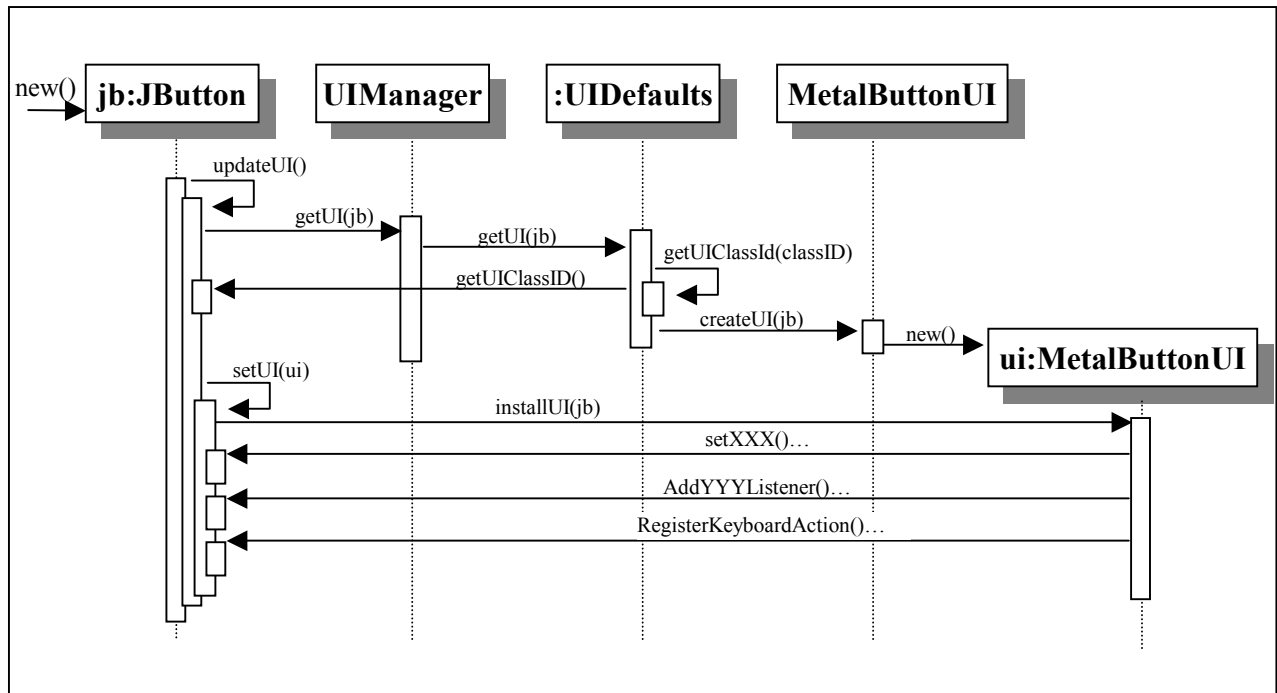 new()
jb:JButton
UIManager
:UIDefaults
MetalButtonUI
updateUI()
getUI(jb)
getUI(jb)
getUIClassId(classID)
getUIClassID()
createUI(jb)
new()
ui:MetalButtonUI
setUI(ui)
installUI(jb)
setXXX()…
AddYYYListener()…
RegisterKeyboardAction()…